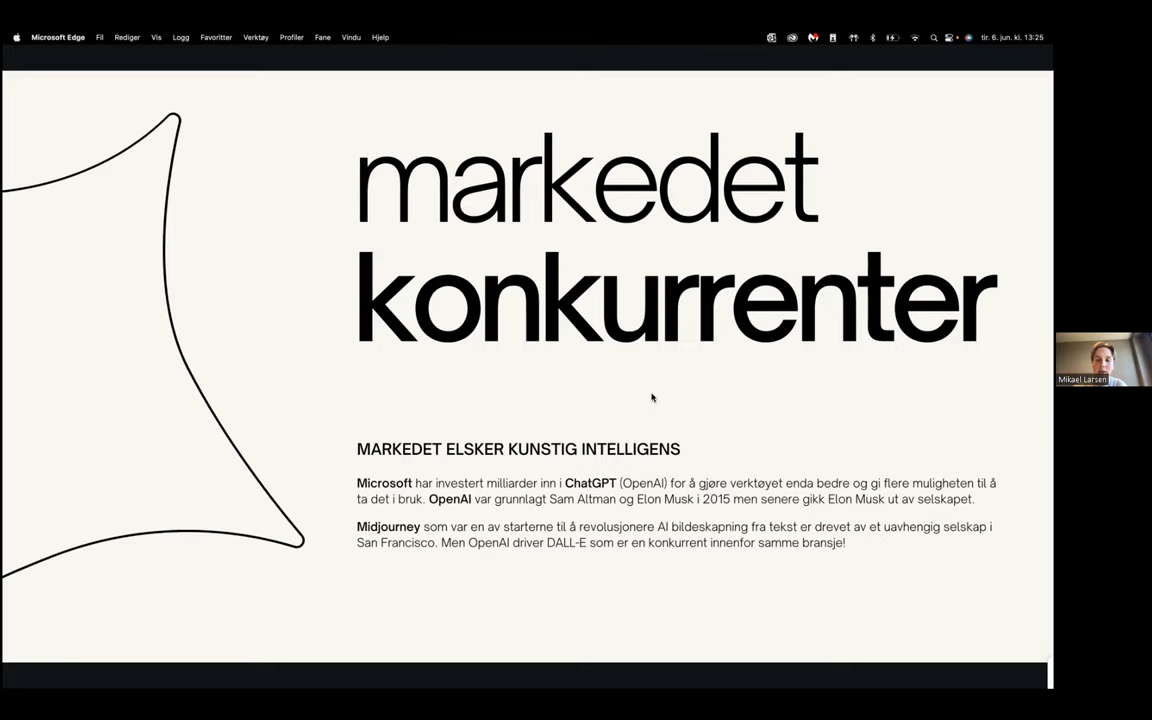 Microsoft Edge Fil Rediger Vis Logg Favoritter Verktøy Profiler Fane Vindu Hjelp tir. 6. jun. kl. 13:25
markedet
konkurrenter
MARKEDET ELSKER KUNSTIG INTELLIGENS
Microsoft har investert milliarder inn i ChatGPT (OpenAI) for å gjøre verktøyet enda bedre og gi flere muligheten til å
ta det i bruk. OpenAI var grunnlagt Sam Altman og Elon Musk i 2015 men senere gikk Elon Musk ut av selskapet.
Midjourney som var en av starterne til å revolusjonere AI bildeskapning fra tekst er drevet av et uavhengig selskap i
San Francisco. Men OpenAI driver DALL-E som er en konkurrent innenfor samme bransje!
Mikael Larsen